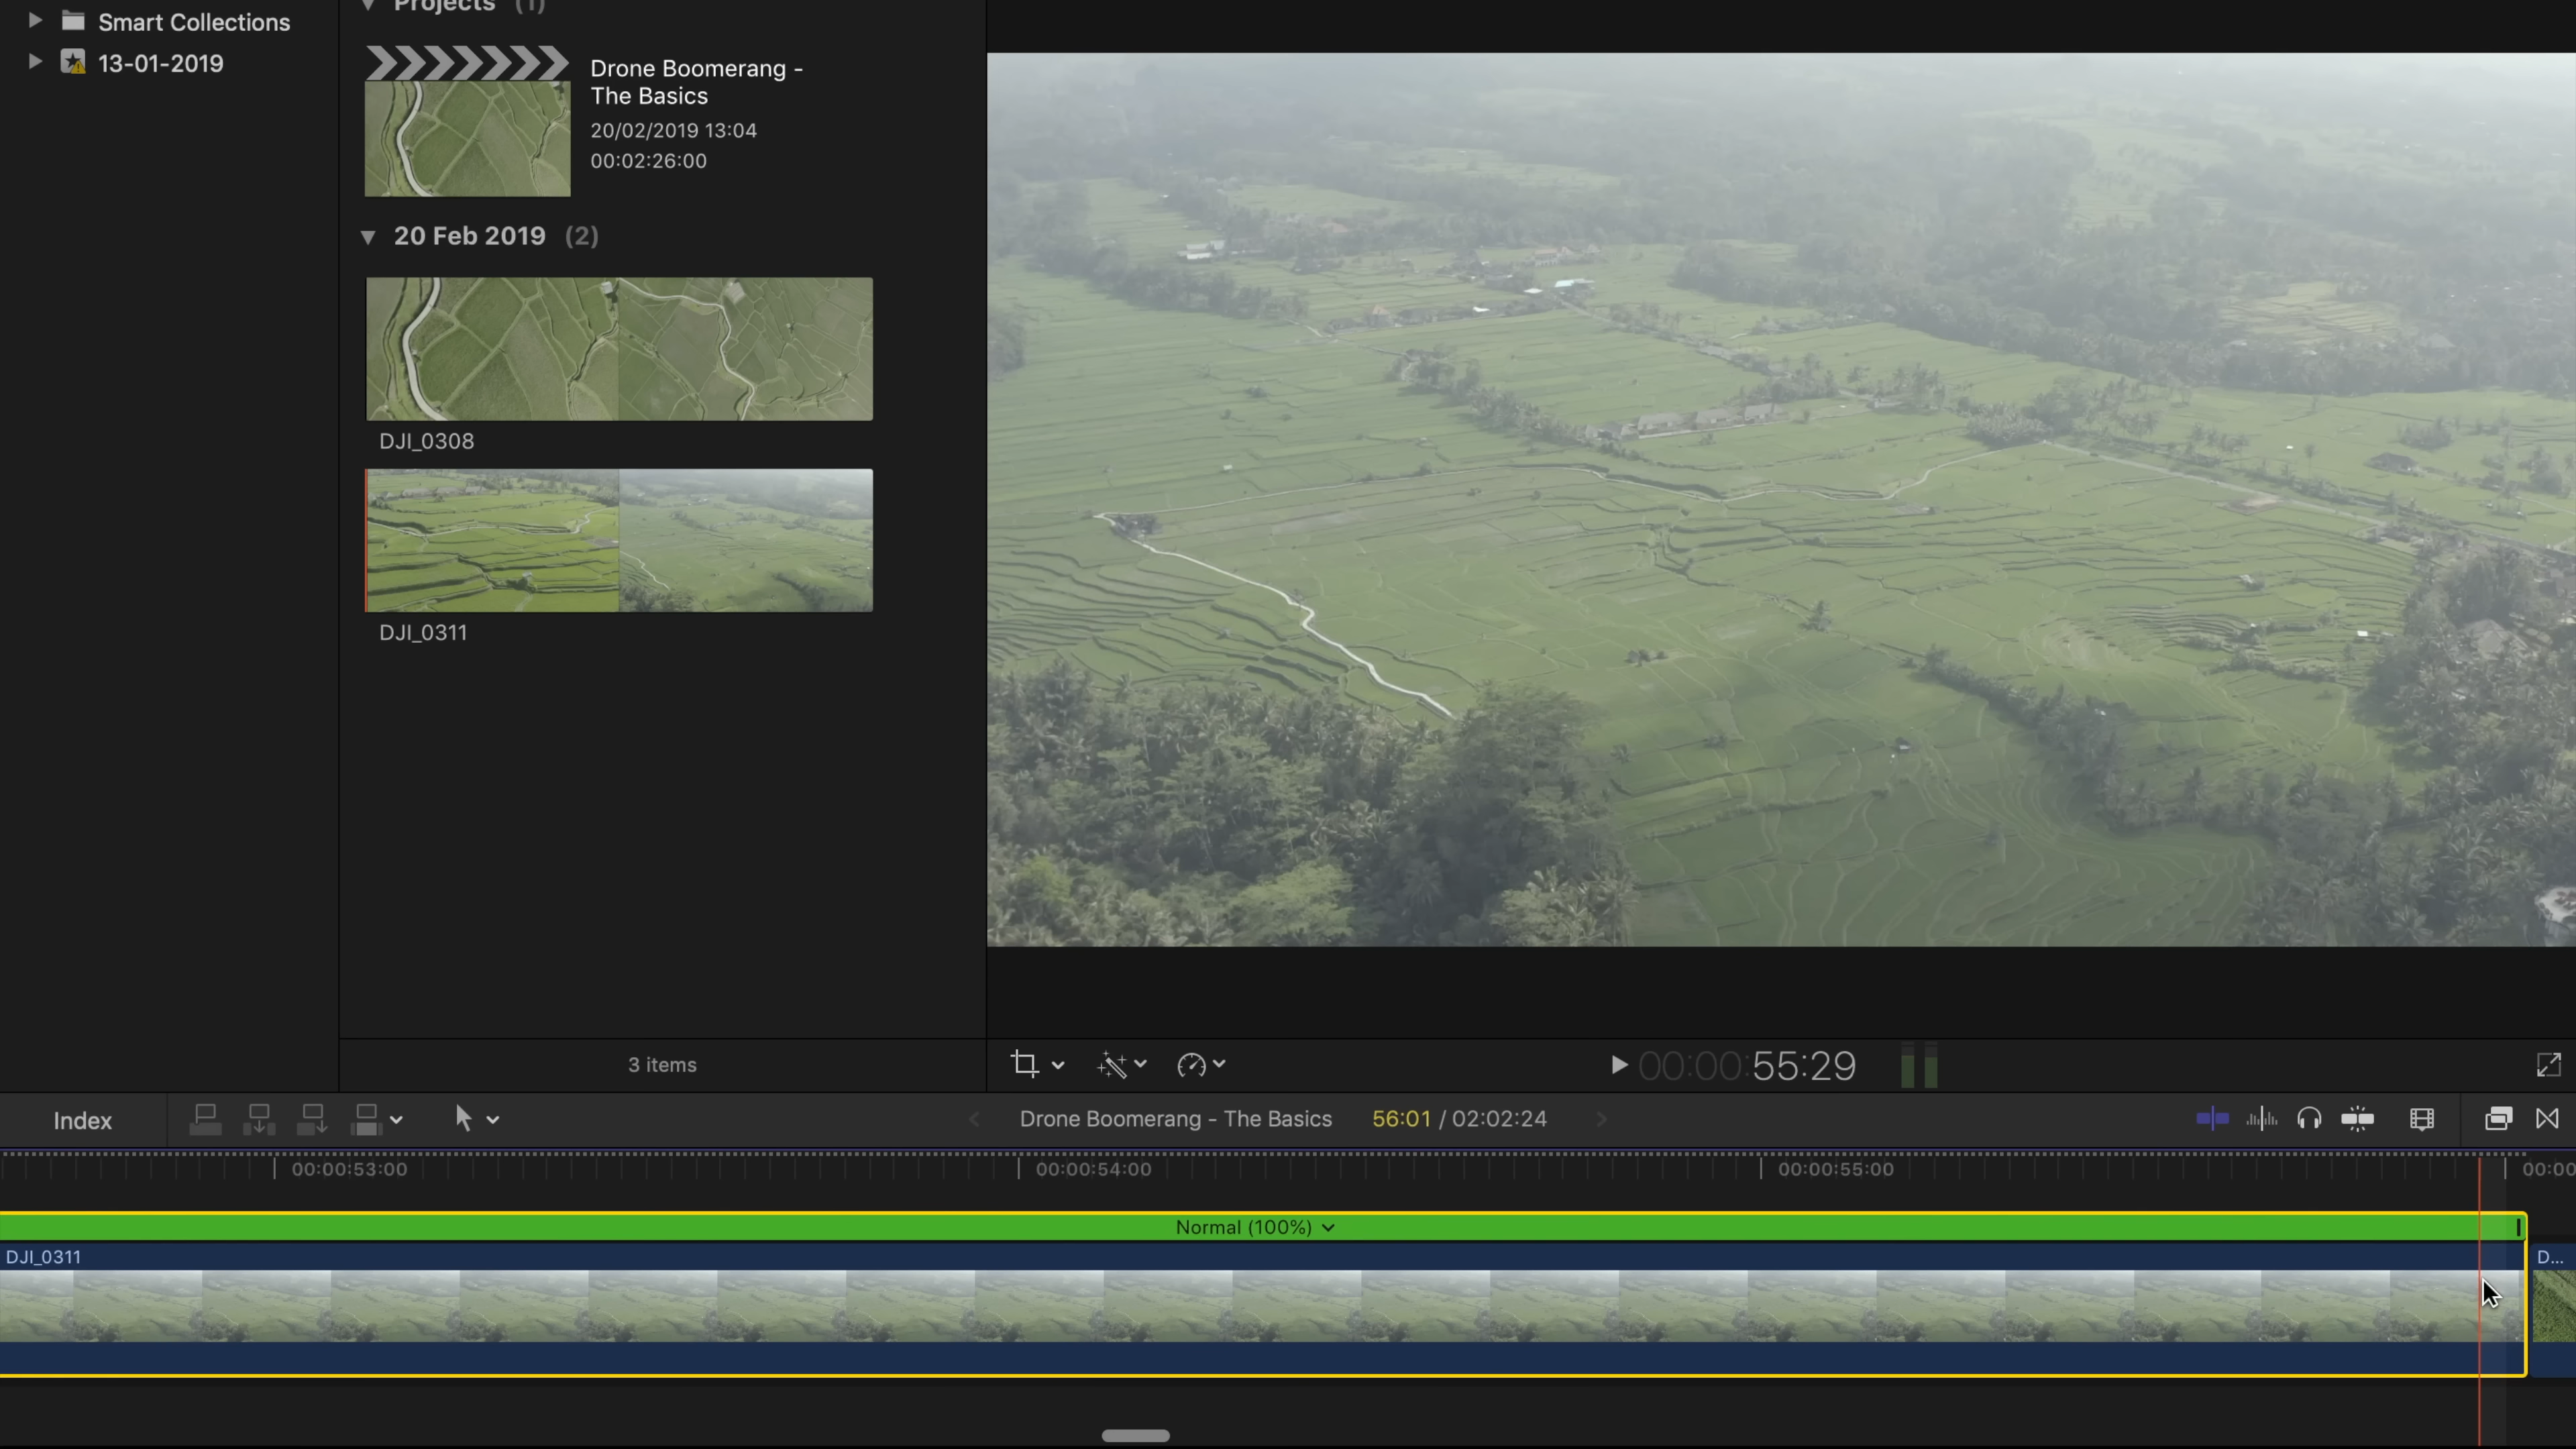 Smart Collections
13-01-2019
Projects (1)
Drone Boomerang -
The Basics
20/02/2019 13:04
00:02:26:00
20 Feb 2019 (2)
DJI_0308
DJI_0311
3 items
00:00:55:29
Index
Drone Boomerang - The Basics 56:01 / 02:02:24
00:00:53:00 00:00:54:00 00:00:55:00 00:00
Normal (100%)
DJI_0311 D...